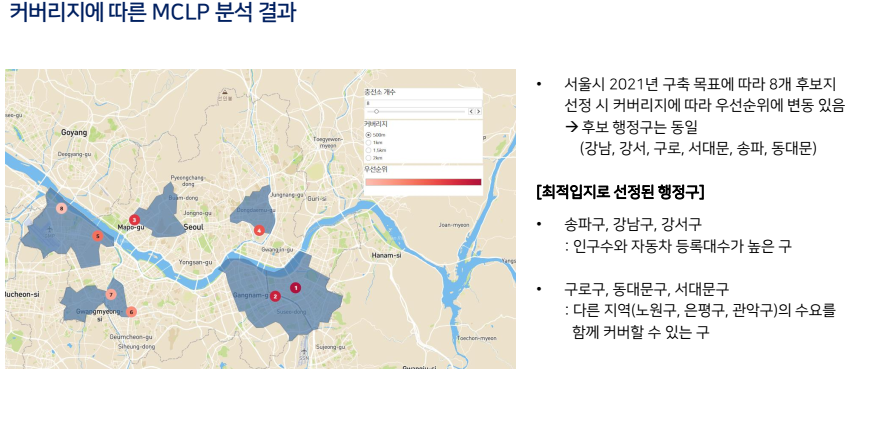 커버리지에 따른 MCLP 분석 결과
충전소 개수
8
커버리지
500m
1km
1.5km
2km
우선순위
Goyang
Deogyang-gu
Pyeongchang-dong
Jungnang-gu
Guri-si
Jongno-gu
Mapo-gu
Seoul
Yongsan-gu
Gwangjin-gu
Hanam-si
Joan-myeon
Gangnam-g
Gwangmyeong-si
Geumcheon-gu
Siheung-dong
Sujeong-gu
Toechon-myeon
1
2
3
4
5
6
7
8
• 서울시 2021년 구축 목표에 따라 8개 후보지
선정 시 커버리지에 따라 우선순위에 변동 있음
→ 후보 행정구는 동일
(강남, 강서, 구로, 서대문, 송파, 동대문)
[최적입지로 선정된 행정구]
• 송파구, 강남구, 강서구
: 인구수와 자동차 등록대수가 높은 구
• 구로구, 동대문구, 서대문구
: 다른 지역(노원구, 은평구, 관악구)의 수요를
함께 커버할 수 있는 구